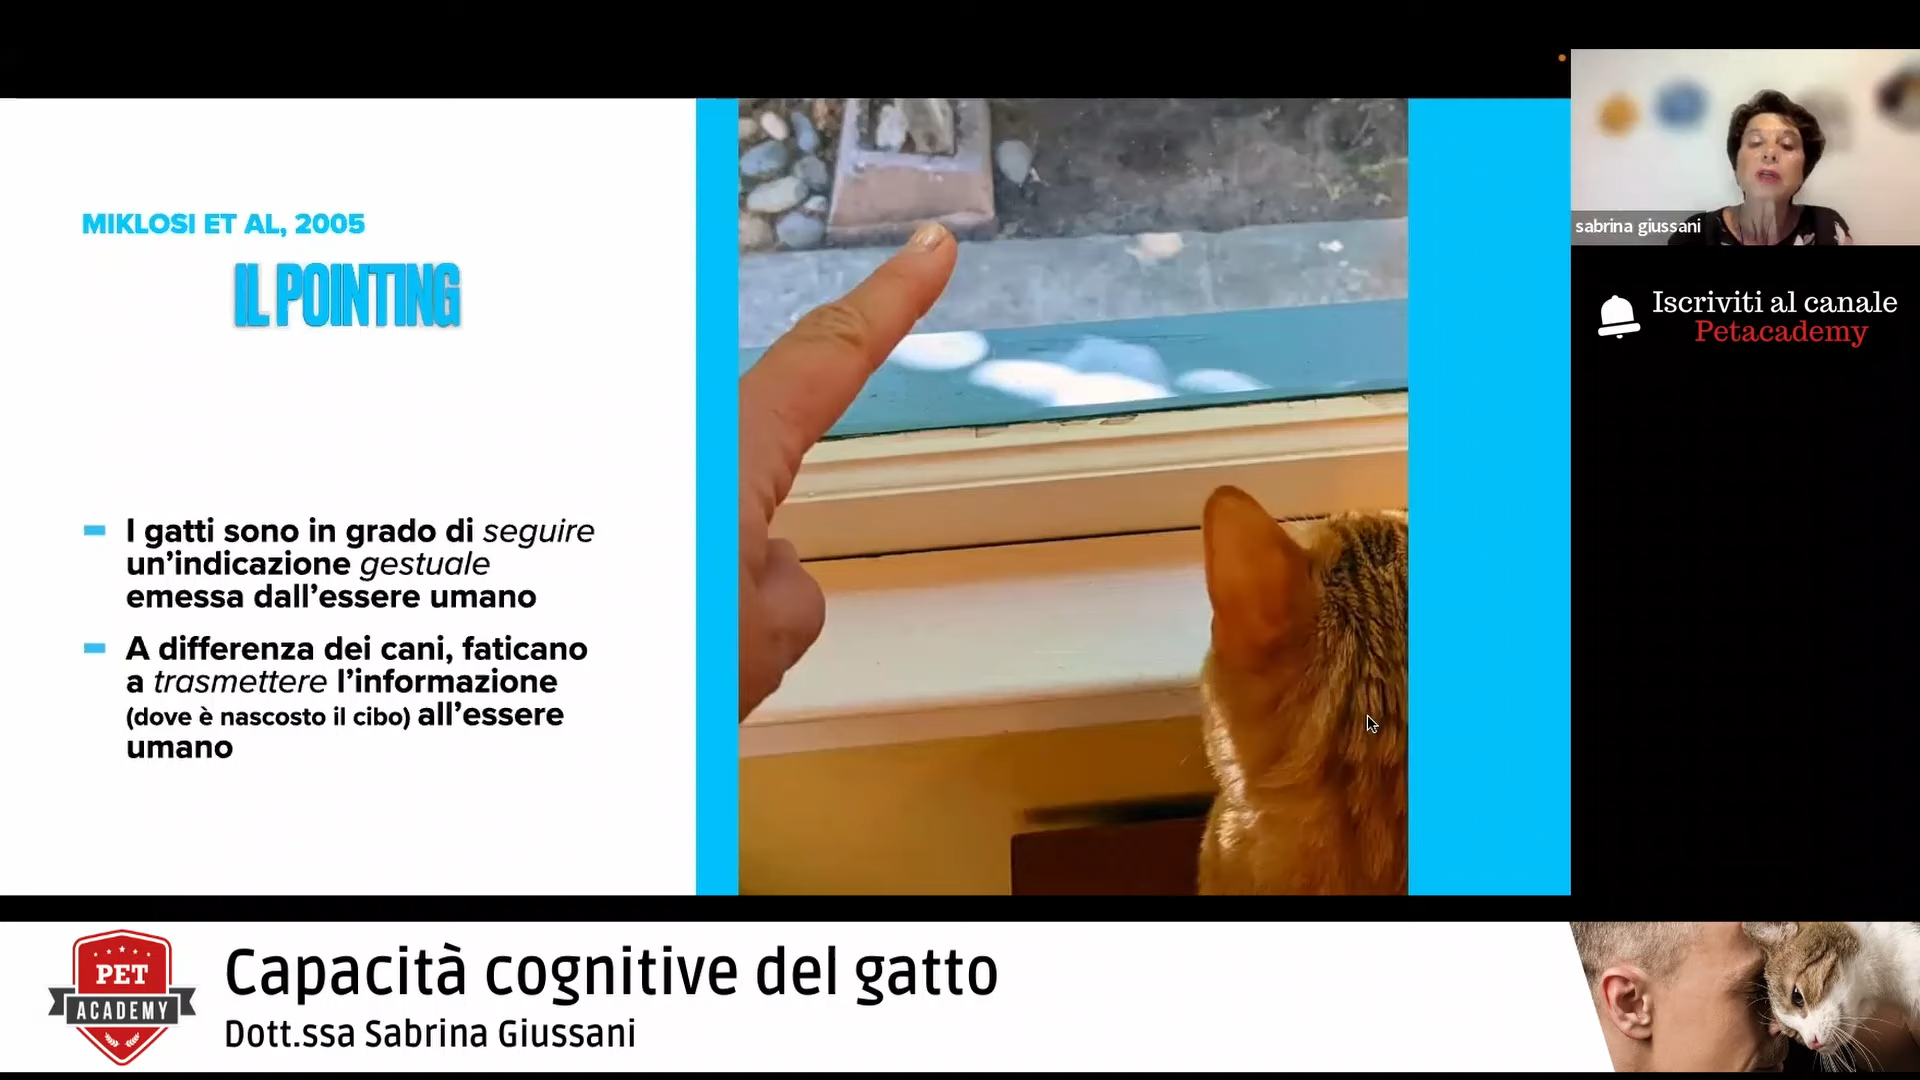 MIKLOSI ET AL, 2005
IL POINTING
I gatti sono in grado di seguire
un’indicazione gestuale
emessa dall’essere umano
A differenza dei cani, faticano
a trasmettere l’informazione
(dove è nascosto il cibo) all’essere
umano
sabrina giussani
Iscriviti al canale
Petacademy
PET
ACADEMY
Capacità cognitive del gatto
Dott.ssa Sabrina Giussani